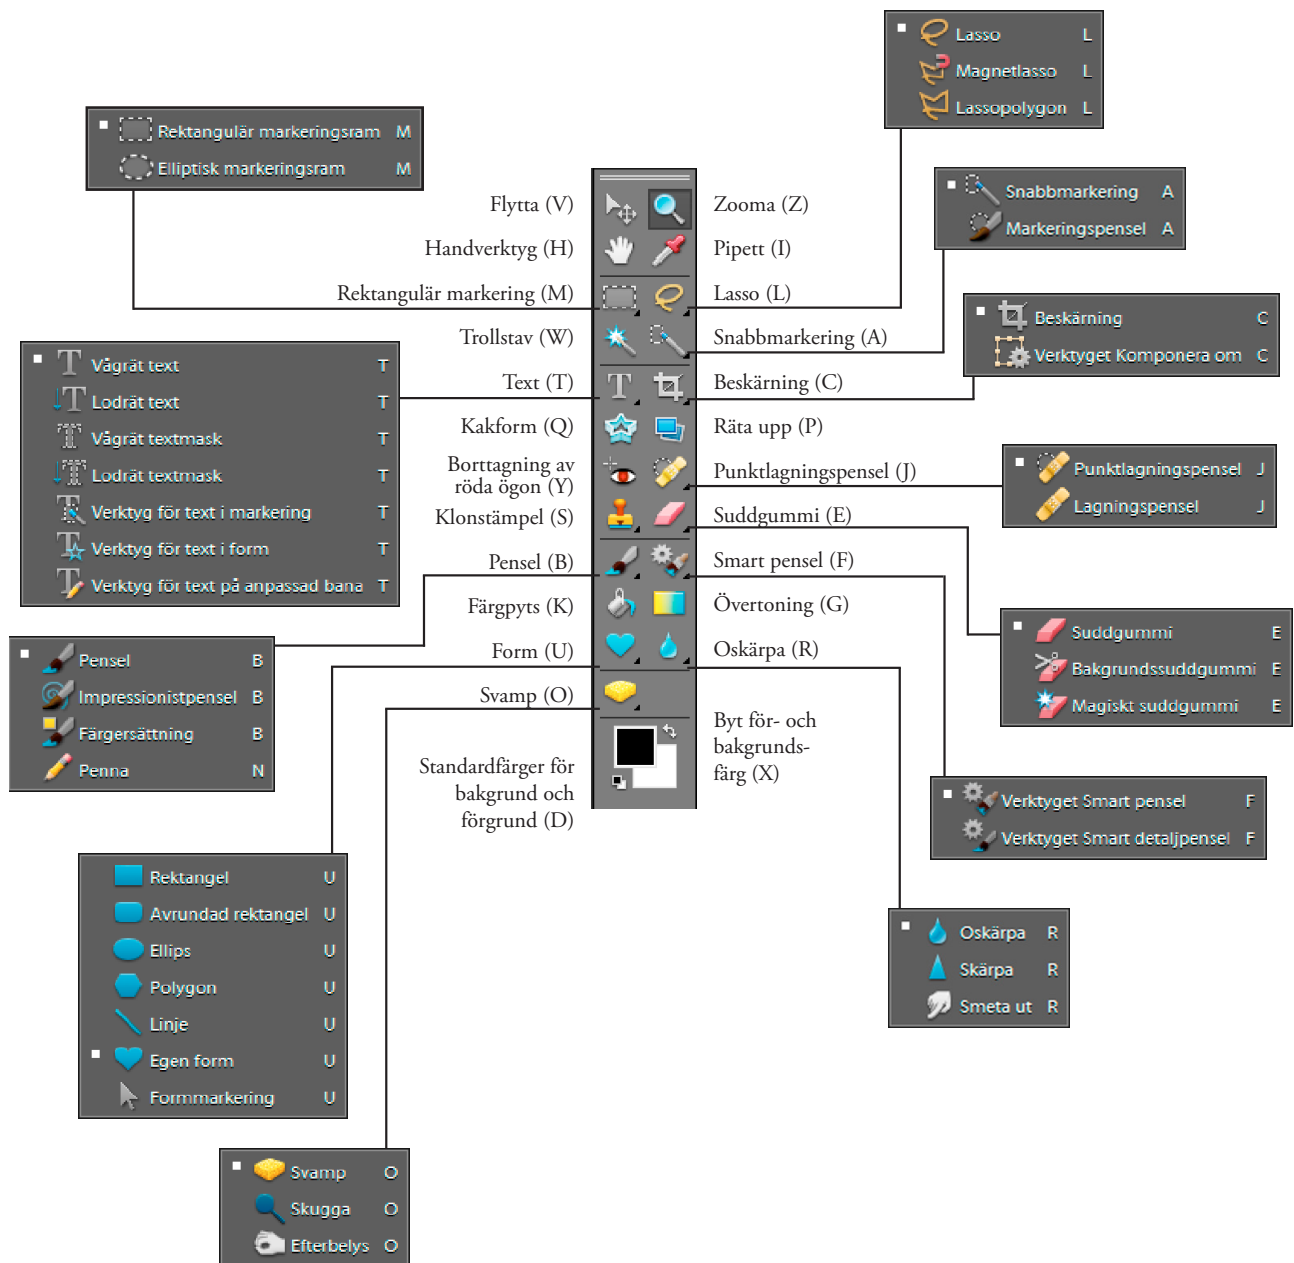 Lasso L
Magnetlasso L
Lassopolygon L
Rektangulär markeringsram M
Elliptisk markeringsram M
Snabbmarkering A
Markeringspensel A
Flytta (V)
Zooma (Z)
Handverktyg (H)
Pipett (I)
Rektangulär markering (M)
Lasso (L)
Trollstav (W)
Snabbmarkering (A)
Text (T)
Beskärning (C)
Kakform (Q)
Räta upp (P)
Borttagning av
röda ögon (Y)
Punktlagningspensel (J)
Klonstämpel (S)
Suddgummi (E)
Pensel (B)
Smart pensel (F)
Färgpyts (K)
Övertoning (G)
Form (U)
Oskärpa (R)
Svamp (O)
Byt för- och
bakgrunds-
färg (X)
Standardfärger för
bakgrund och
förgrund (D)
Beskärning C
Verktyget Komponera om C
Vågrät text T
Lodrät text T
Vågrät textmask T
Lodrät textmask T
Verktyg för text i markering T
Verktyg för text i form T
Verktyg för text på anpassad bana T
Punktlagningspensel J
Lagningspensel J
Suddgummi E
Bakgrundssuddgummi E
Magiskt suddgummi E
Pensel B
Impressionistpensel B
Färgersättning B
Penna N
Verktyget Smart pensel F
Verktyget Smart detaljpensel F
Rektangel U
Avrundad rektangel U
Ellips U
Polygon U
Linje U
Egen form U
Formmarkering U
Oskärpa R
Skärpa R
Smeta ut R
Svamp O
Skugga O
Efterbelys O